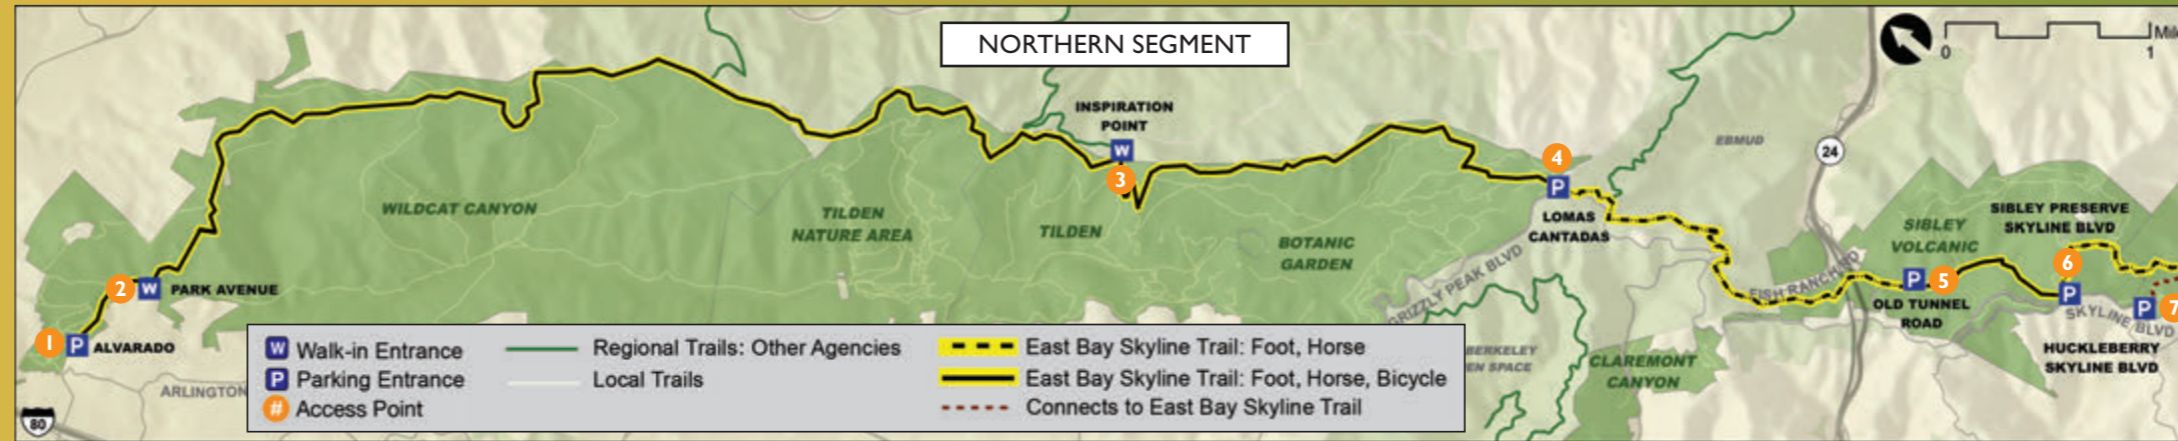 NORTHERN SEGMENT
0
1
INSPIRATION
POINT
W
3
4
P
LOMAS
CANTADAS
EBMUD
24
SIBLEY
VOLCANIC
SIBLEY PRESERVE
SKYLINE BLVD
WILDCAT CANYON
TILDEN
NATURE AREA
TILDEN
BOTANIC
GARDEN
GRIZZLY PEAK BLVD
FISH RANCH RD
P
5
OLD TUNNEL
ROAD
6
P
P
7
SKYLINE BLVD
HUCKLEBERRY
SKYLINE BLVD
2
W
PARK AVENUE
1
P
ALVARADO
ARLINGTON
80
CLAREMONT
CANYON
BERKELEY
EN SPACE
W Walk-in Entrance
P Parking Entrance
# Access Point
Regional Trails: Other Agencies
Local Trails
East Bay Skyline Trail: Foot, Horse
East Bay Skyline Trail: Foot, Horse, Bicycle
Connects to East Bay Skyline Trail